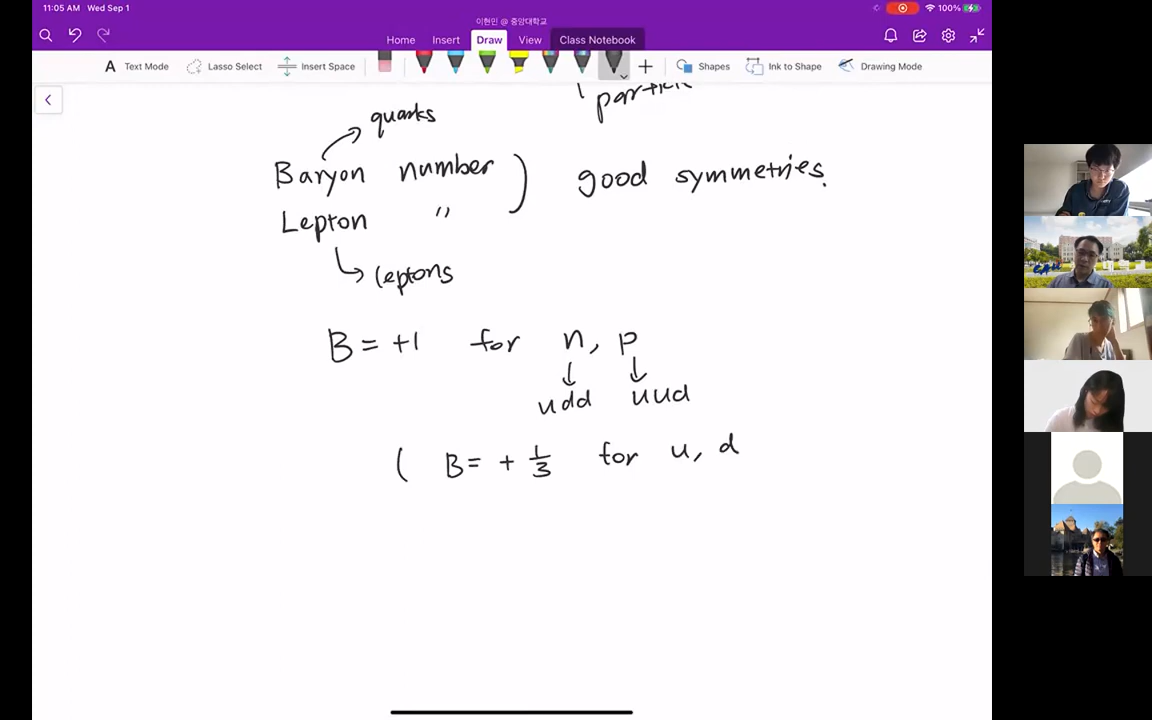 11:05 AM Wed Sep 1
100%
이현민 @ 중앙대학교
Home Insert Draw View Class Notebook
Text Mode Lasso Select Insert Space Shapes Ink to Shape Drawing Mode
particle
quarks
Baryon number ) good symmetries.
Lepton "
leptons
B = +1 for n, p
udd uud
( B = + 1/3 for u, d